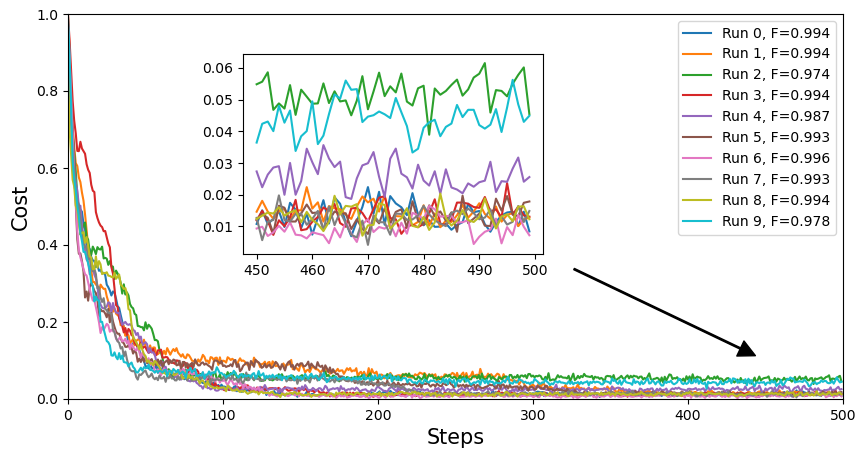 1.0
0.8
0.6
0.4
0.2
0.0
Cost
0
100
200
300
400
500
Steps
0.06
0.05
0.04
0.03
0.02
0.01
450
460
470
480
490
500
Run 0, F=0.994
Run 1, F=0.994
Run 2, F=0.974
Run 3, F=0.994
Run 4, F=0.987
Run 5, F=0.993
Run 6, F=0.996
Run 7, F=0.993
Run 8, F=0.994
Run 9, F=0.978